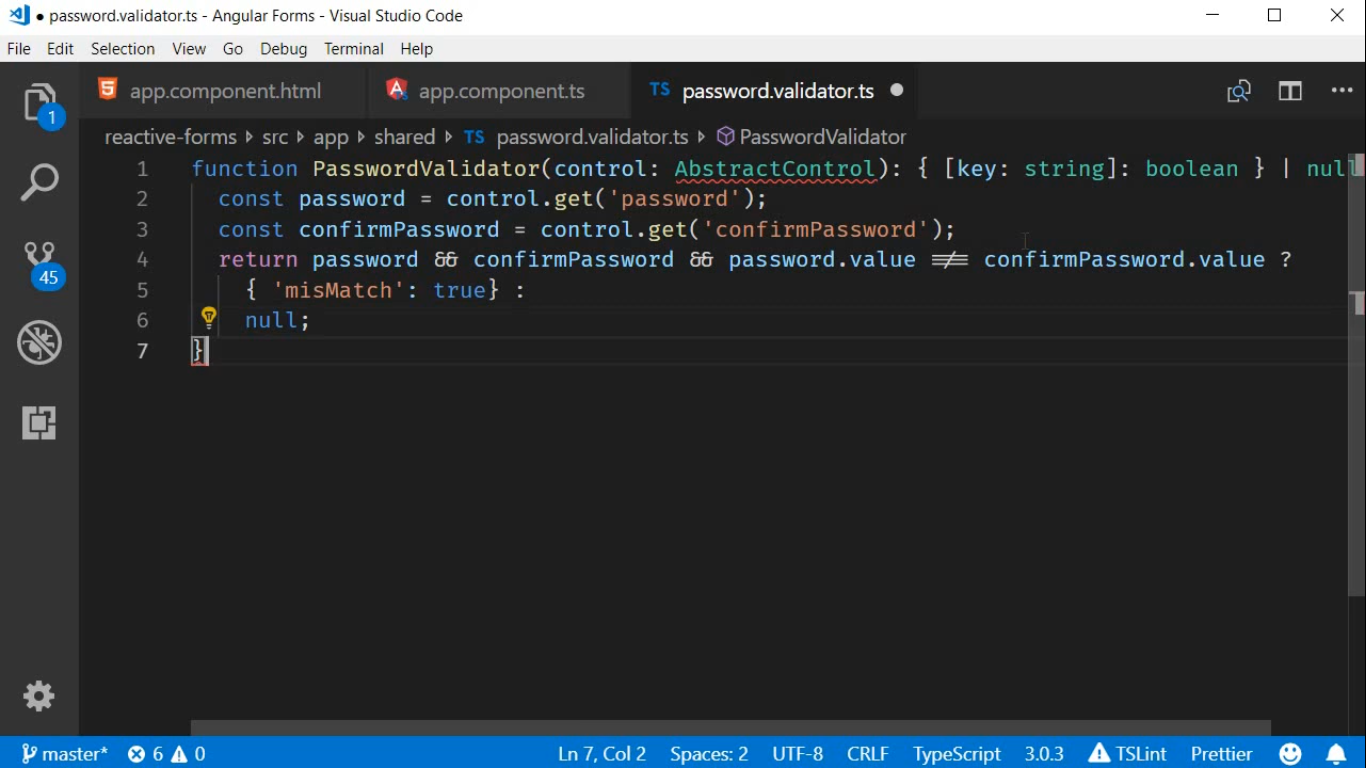 ● password.validator.ts - Angular Forms - Visual Studio Code
File Edit Selection View Go Debug Terminal Help
app.component.html app.component.ts TS password.validator.ts ●
1
reactive-forms src app shared TS password.validator.ts PasswordValidator
1 function PasswordValidator(control: AbstractControl): { [key: string]: boolean } | null
2 const password = control.get('password');
3 const confirmPassword = control.get('confirmPassword');
4 return password && confirmPassword && password.value !== confirmPassword.value ?
45
5 { 'misMatch': true} :
6 null;
7 }
master* 6 0 Ln 7, Col 2 Spaces: 2 UTF-8 CRLF TypeScript 3.0.3 TSLint Prettier